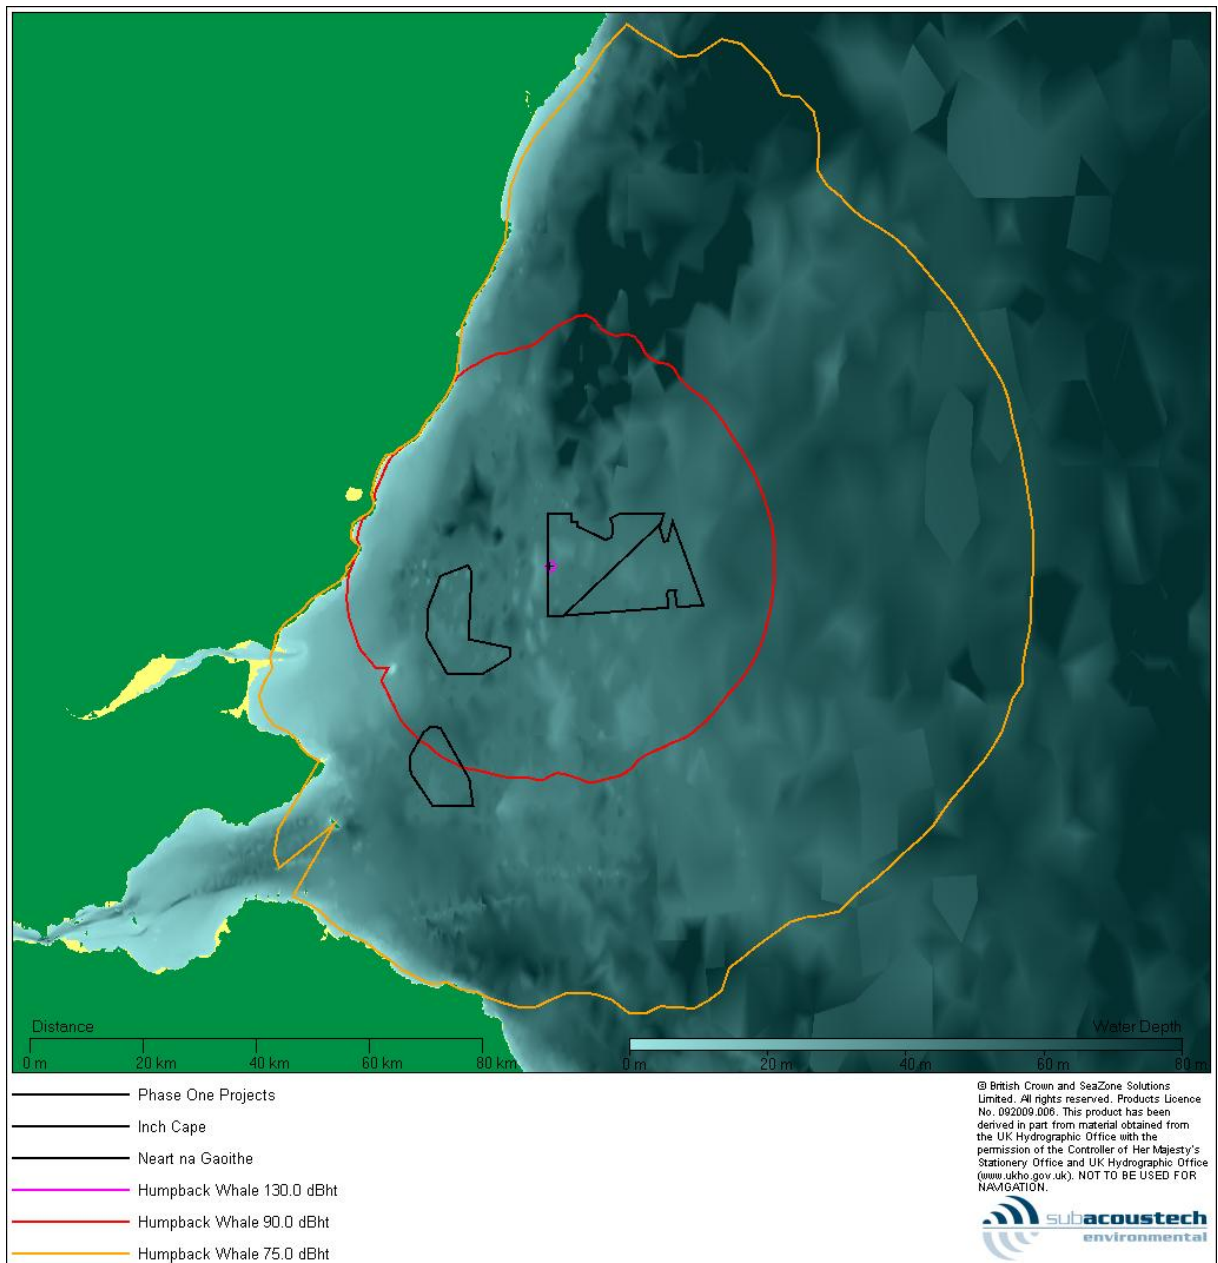 Distance
0 m 20 km 40 km 60 km 80 km
Water Depth
0 m 20 m 40 m 60 m 80 m
Phase One Projects
Inch Cape
Neart na Gaoithe
Humpback Whale 130.0 dBht
Humpback Whale 90.0 dBht
Humpback Whale 75.0 dBht
© British Crown and SeaZone Solutions
Limited. All rights reserved. Products Licence
No. 092009.006. This product has been
derived in part from material obtained from
the UK Hydrographic Office with the
permission of the Controller of Her Majesty's
Stationery Office and UK Hydrographic Office
(www.ukho.gov.uk). NOT TO BE USED FOR
NAVIGATION.
subacoustech
environmental